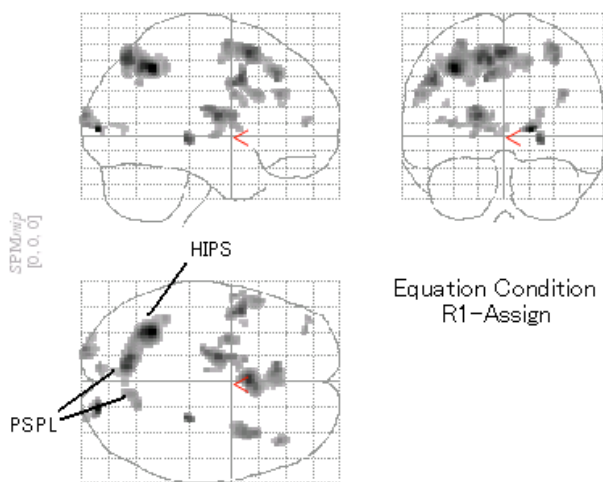 SPMmip
[0, 0, 0]
HIPS
Equation Condition
R1-Assign
PSPL